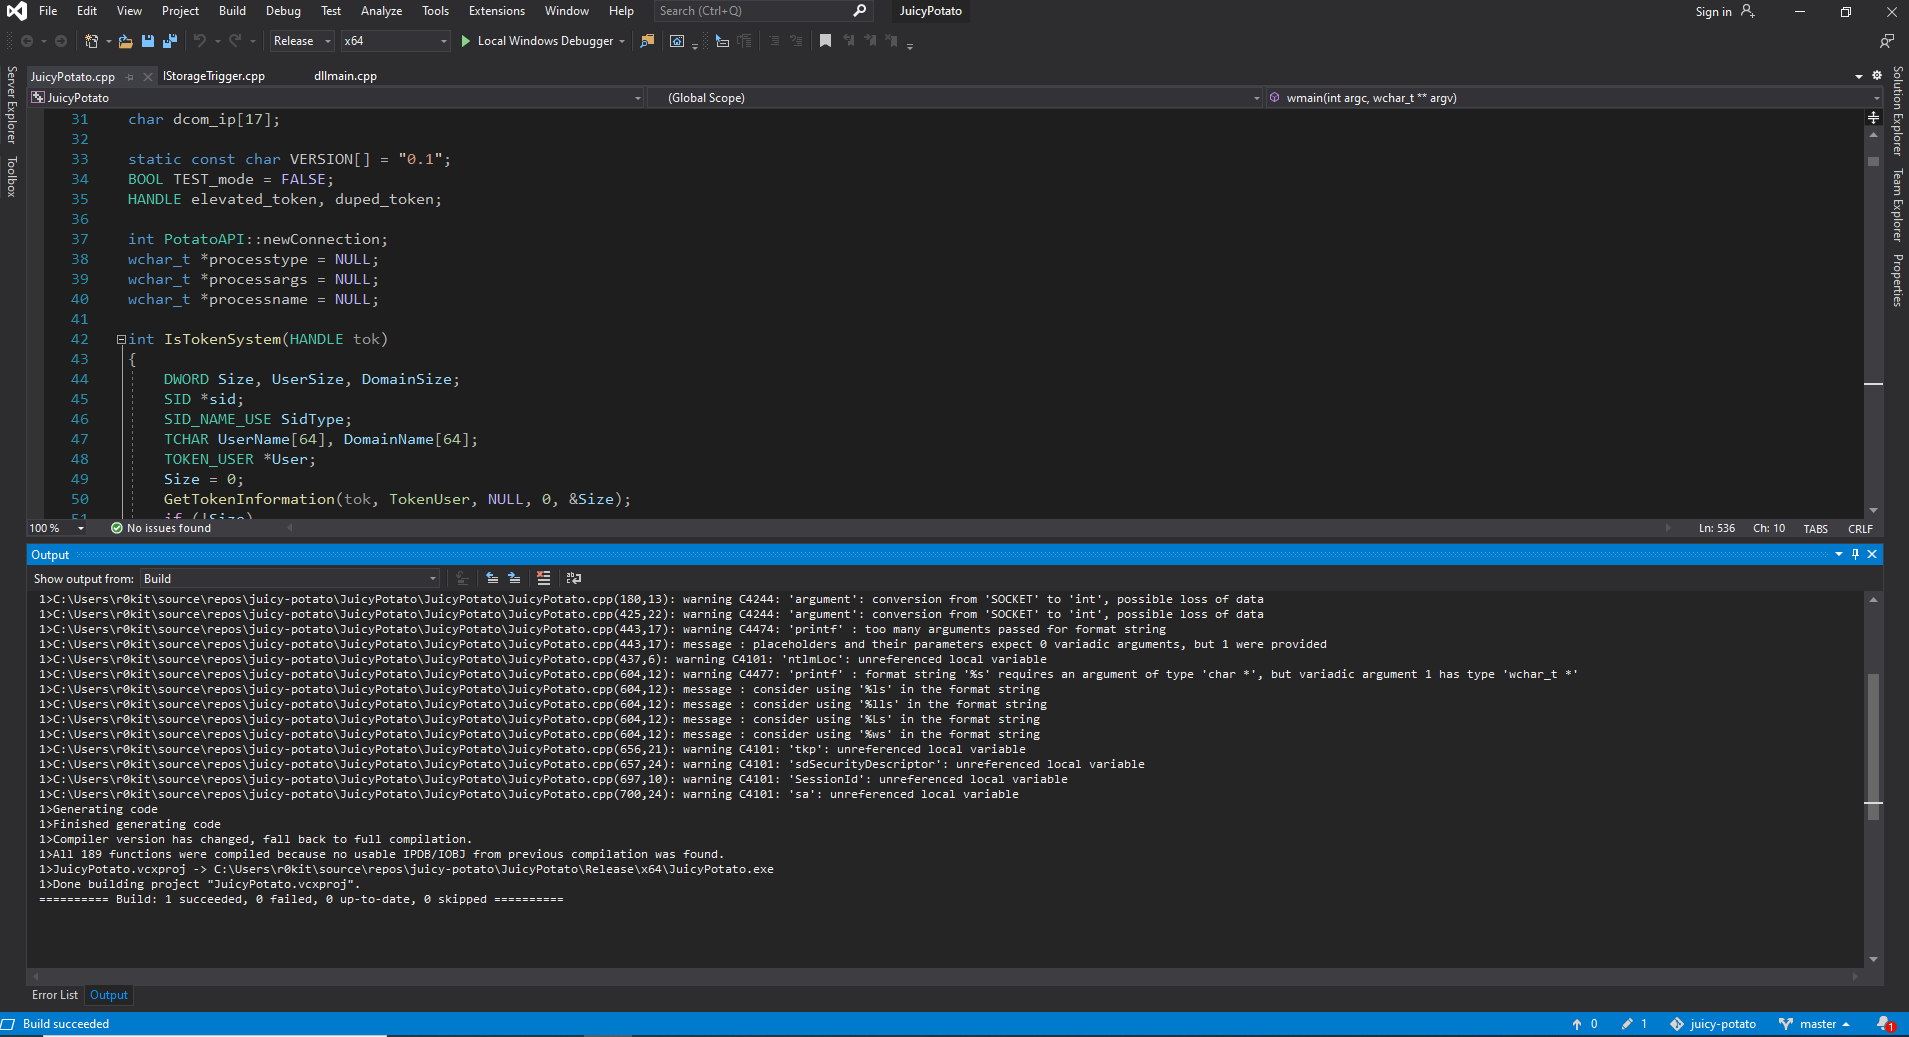 File Edit View Project Build Debug Test Analyze Tools Extensions Window Help Search (Ctrl+Q) JuicyPotato Sign in
Release x64 Local Windows Debugger
Server Explorer
Toolbox
Solution Explorer
Team Explorer
Properties
JuicyPotato.cpp IStorageTrigger.cpp dllmain.cpp
JuicyPotato (Global Scope) wmain(int argc, wchar_t ** argv)
31 char dcom_ip[17];
32
33 static const char VERSION[] = "0.1";
34 BOOL TEST_mode = FALSE;
35 HANDLE elevated_token, duped_token;
36
37 int PotatoAPI::newConnection;
38 wchar_t *processtype = NULL;
39 wchar_t *processargs = NULL;
40 wchar_t *processname = NULL;
41
42 int IsTokenSystem(HANDLE tok)
43 {
44 DWORD Size, UserSize, DomainSize;
45 SID *sid;
46 SID_NAME_USE SidType;
47 TCHAR UserName[64], DomainName[64];
48 TOKEN_USER *User;
49 Size = 0;
50 GetTokenInformation(tok, TokenUser, NULL, 0, &Size);
51 if (!Size)
100 % No issues found Ln: 536 Ch: 10 TABS CRLF
Output
Show output from: Build
1>C:\Users\r0kit\source\repos\juicy-potato\JuicyPotato\JuicyPotato\JuicyPotato.cpp(180,13): warning C4244: 'argument': conversion from 'SOCKET' to 'int', possible loss of data
1>C:\Users\r0kit\source\repos\juicy-potato\JuicyPotato\JuicyPotato\JuicyPotato.cpp(425,22): warning C4244: 'argument': conversion from 'SOCKET' to 'int', possible loss of data
1>C:\Users\r0kit\source\repos\juicy-potato\JuicyPotato\JuicyPotato\JuicyPotato.cpp(443,17): warning C4474: 'printf' : too many arguments passed for format string
1>C:\Users\r0kit\source\repos\juicy-potato\JuicyPotato\JuicyPotato\JuicyPotato.cpp(443,17): message : placeholders and their parameters expect 0 variadic arguments, but 1 were provided
1>C:\Users\r0kit\source\repos\juicy-potato\JuicyPotato\JuicyPotato\JuicyPotato.cpp(437,6): warning C4101: 'ntlmLoc': unreferenced local variable
1>C:\Users\r0kit\source\repos\juicy-potato\JuicyPotato\JuicyPotato\JuicyPotato.cpp(604,12): warning C4477: 'printf' : format string '%s' requires an argument of type 'char *', but variadic argument 1 has type 'wchar_t *'
1>C:\Users\r0kit\source\repos\juicy-potato\JuicyPotato\JuicyPotato\JuicyPotato.cpp(604,12): message : consider using '%ls' in the format string
1>C:\Users\r0kit\source\repos\juicy-potato\JuicyPotato\JuicyPotato\JuicyPotato.cpp(604,12): message : consider using '%lls' in the format string
1>C:\Users\r0kit\source\repos\juicy-potato\JuicyPotato\JuicyPotato\JuicyPotato.cpp(604,12): message : consider using '%Ls' in the format string
1>C:\Users\r0kit\source\repos\juicy-potato\JuicyPotato\JuicyPotato\JuicyPotato.cpp(604,12): message : consider using '%ws' in the format string
1>C:\Users\r0kit\source\repos\juicy-potato\JuicyPotato\JuicyPotato\JuicyPotato.cpp(656,21): warning C4101: 'tkp': unreferenced local variable
1>C:\Users\r0kit\source\repos\juicy-potato\JuicyPotato\JuicyPotato\JuicyPotato.cpp(657,24): warning C4101: 'sdSecurityDescriptor': unreferenced local variable
1>C:\Users\r0kit\source\repos\juicy-potato\JuicyPotato\JuicyPotato\JuicyPotato.cpp(697,10): warning C4101: 'SessionId': unreferenced local variable
1>C:\Users\r0kit\source\repos\juicy-potato\JuicyPotato\JuicyPotato\JuicyPotato.cpp(700,24): warning C4101: 'sa': unreferenced local variable
1>Generating code
1>Finished generating code
1>Compiler version has changed, fall back to full compilation.
1>All 189 functions were compiled because no usable IPDB/IOBJ from previous compilation was found.
1>JuicyPotato.vcxproj -> C:\Users\r0kit\source\repos\juicy-potato\JuicyPotato\Release\x64\JuicyPotato.exe
1>Done building project "JuicyPotato.vcxproj".
========== Build: 1 succeeded, 0 failed, 0 up-to-date, 0 skipped ==========
Error List Output
Build succeeded 0 1 juicy-potato master 1